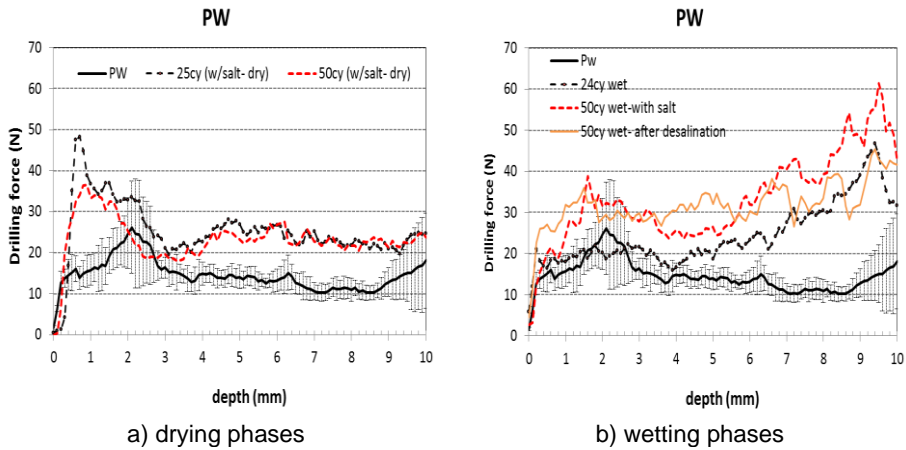 PW
70
60
50
40
30
20
10
0
Drilling force (N)
PW
25cy (w/salt- dry)
50cy (w/salt- dry)
0 1 2 3 4 5 6 7 8 9 10
depth (mm)
a) drying phases
PW
70
60
50
40
30
20
10
0
Drilling force (N)
Pw
24cy wet
50cy wet-with salt
50cy wet- after desalination
0 1 2 3 4 5 6 7 8 9 10
depth (mm)
b) wetting phases